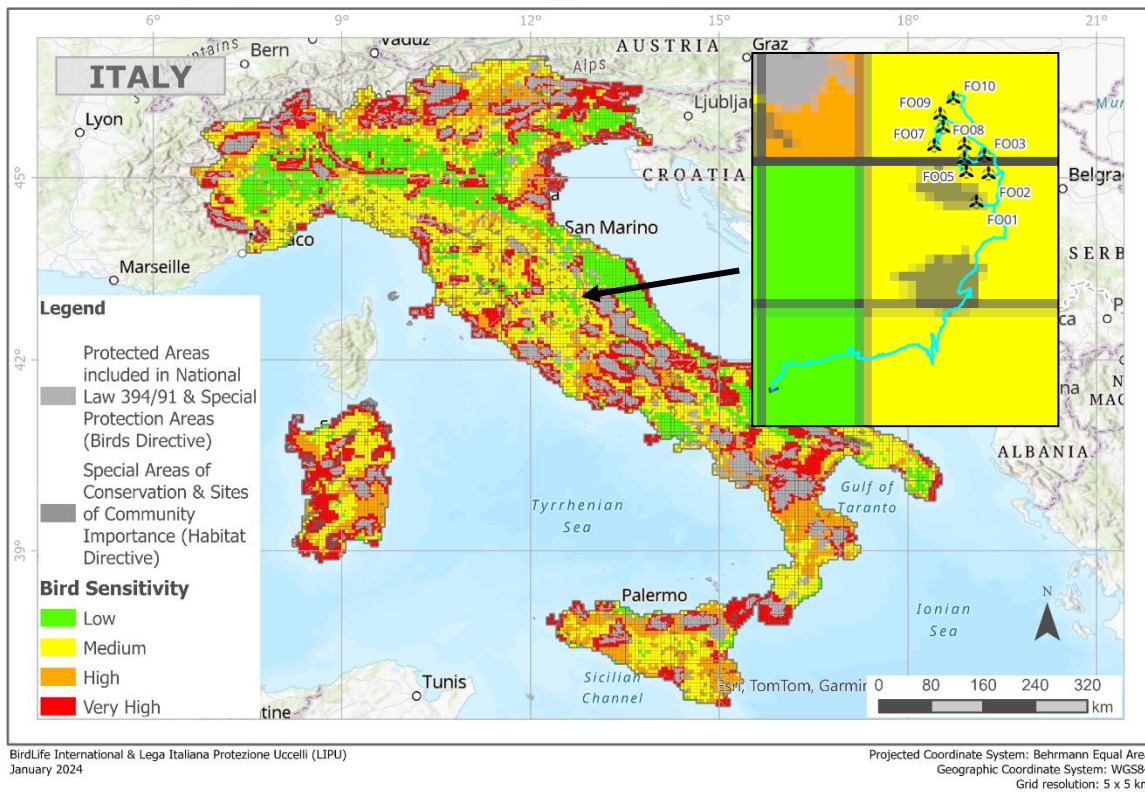 6°
9°
12°
15°
18°
21°
ITALY
Bern
Vaduz
AUSTRIA
Graz
Mountains
Alps
Lyon
45°
CROATIA
Belgra
San Marino
Marseille
SERB
Legend
Protected Areas
included in National
Law 394/91 & Special
Protection Areas
(Birds Directive)
Special Areas of
Conservation & Sites
of Community
Importance (Habitat
Directive)
Bird Sensitivity
Low
Medium
High
Very High
42°
39°
ALBANIA
Gulf of
Taranto
Tyrrhenian
Sea
Palermo
Ionian
Sea
N
Sicilian
Channel
Tunis
Esri, TomTom, Garmin
0 80 160 240 320
km
FO10
FO09
FO07
FO08
FO03
FO05
FO02
FO01
BirdLife International & Lega Italiana Protezione Uccelli (LIPU)
January 2024
Projected Coordinate System: Behrmann Equal Area
Geographic Coordinate System: WGS8
Grid resolution: 5 x 5 km